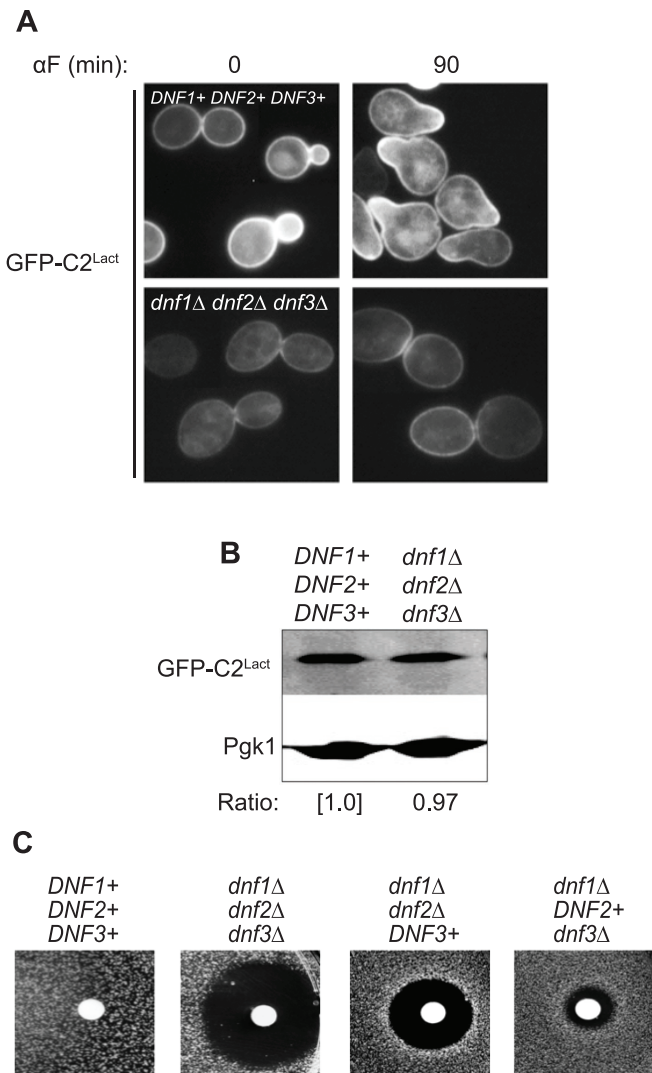 A
αF (min): 0 90
DNF1+ DNF2+ DNF3+
GFP-C2Lact
dnf1Δ dnf2Δ dnf3Δ
B
DNF1+ dnf1Δ
DNF2+ dnf2Δ
DNF3+ dnf3Δ
GFP-C2Lact
Pgk1
Ratio: [1.0] 0.97
C
DNF1+ dnf1Δ dnf1Δ dnf1Δ
DNF2+ dnf2Δ dnf2Δ DNF2+
DNF3+ dnf3Δ DNF3+ dnf3Δ